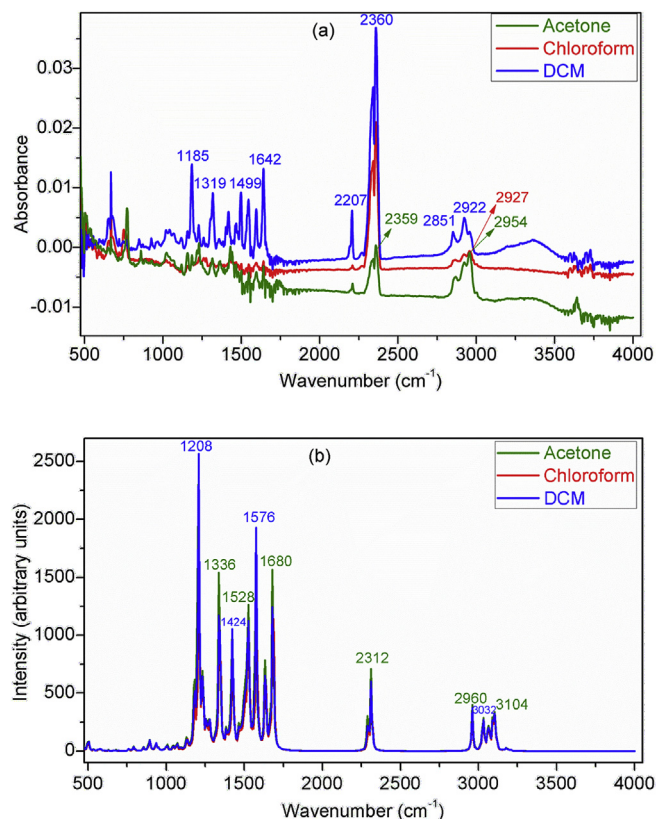 (a)
2360
Acetone
Chloroform
DCM
0.03
0.02
0.01
0.00
-0.01
Absorbance
1185
1319
1499
1642
2207
2359
2851
2922
2927
2954
500 1000 1500 2000 2500 3000 3500 4000
Wavenumber (cm⁻¹)
(b)
1208
Acetone
Chloroform
DCM
2500
2000
1500
1000
500
0
Intensity (arbitrary units)
1336
1424
1528
1576
1680
2312
2960
3032
3104
500 1000 1500 2000 2500 3000 3500 4000
Wavenumber (cm⁻¹)